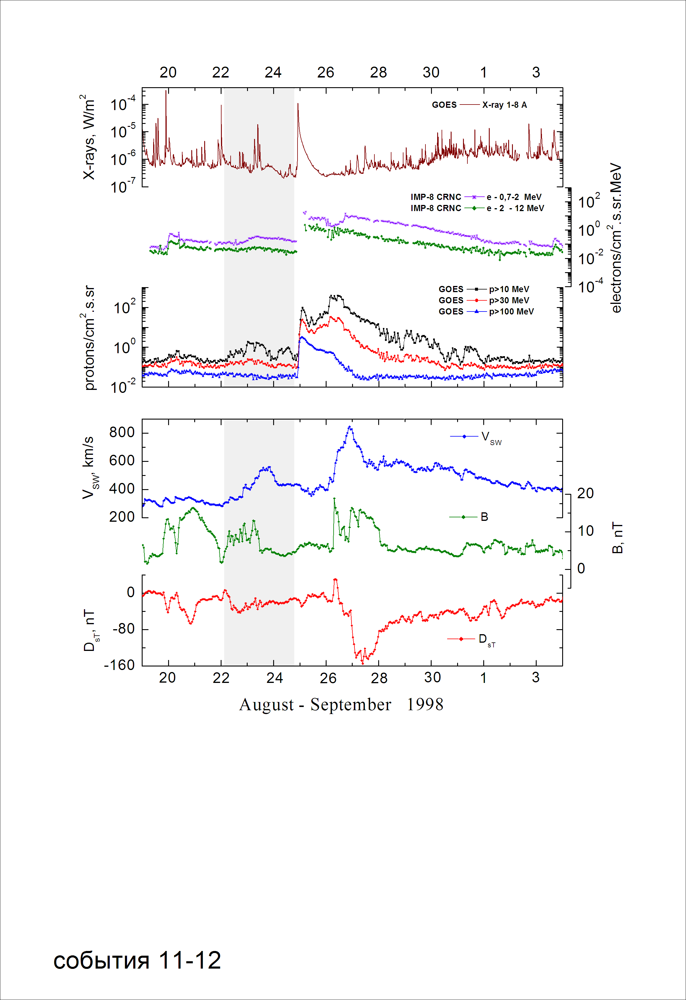 20 22 24 26 28 30 1 3
X-rays, W/m²
10⁻⁴
10⁻⁵
10⁻⁶
10⁻⁷
GOES X-ray 1-8 A
IMP-8 CRNC e - 0,7-2 MeV
IMP-8 CRNC e - 2 - 12 MeV
electrons/cm².s.sr.MeV
10²
10⁰
10⁻²
10⁻⁴
protons/cm².s.sr
10²
10⁰
10⁻²
GOES p>10 MeV
GOES p>30 MeV
GOES p>100 MeV
V_SW, km/s
800
600
400
200
V_SW
B
20
10
0
B, nT
D_sT, nT
0
-80
-160
D_sT
20 22 24 26 28 30 1 3
August - September 1998
события 11-12